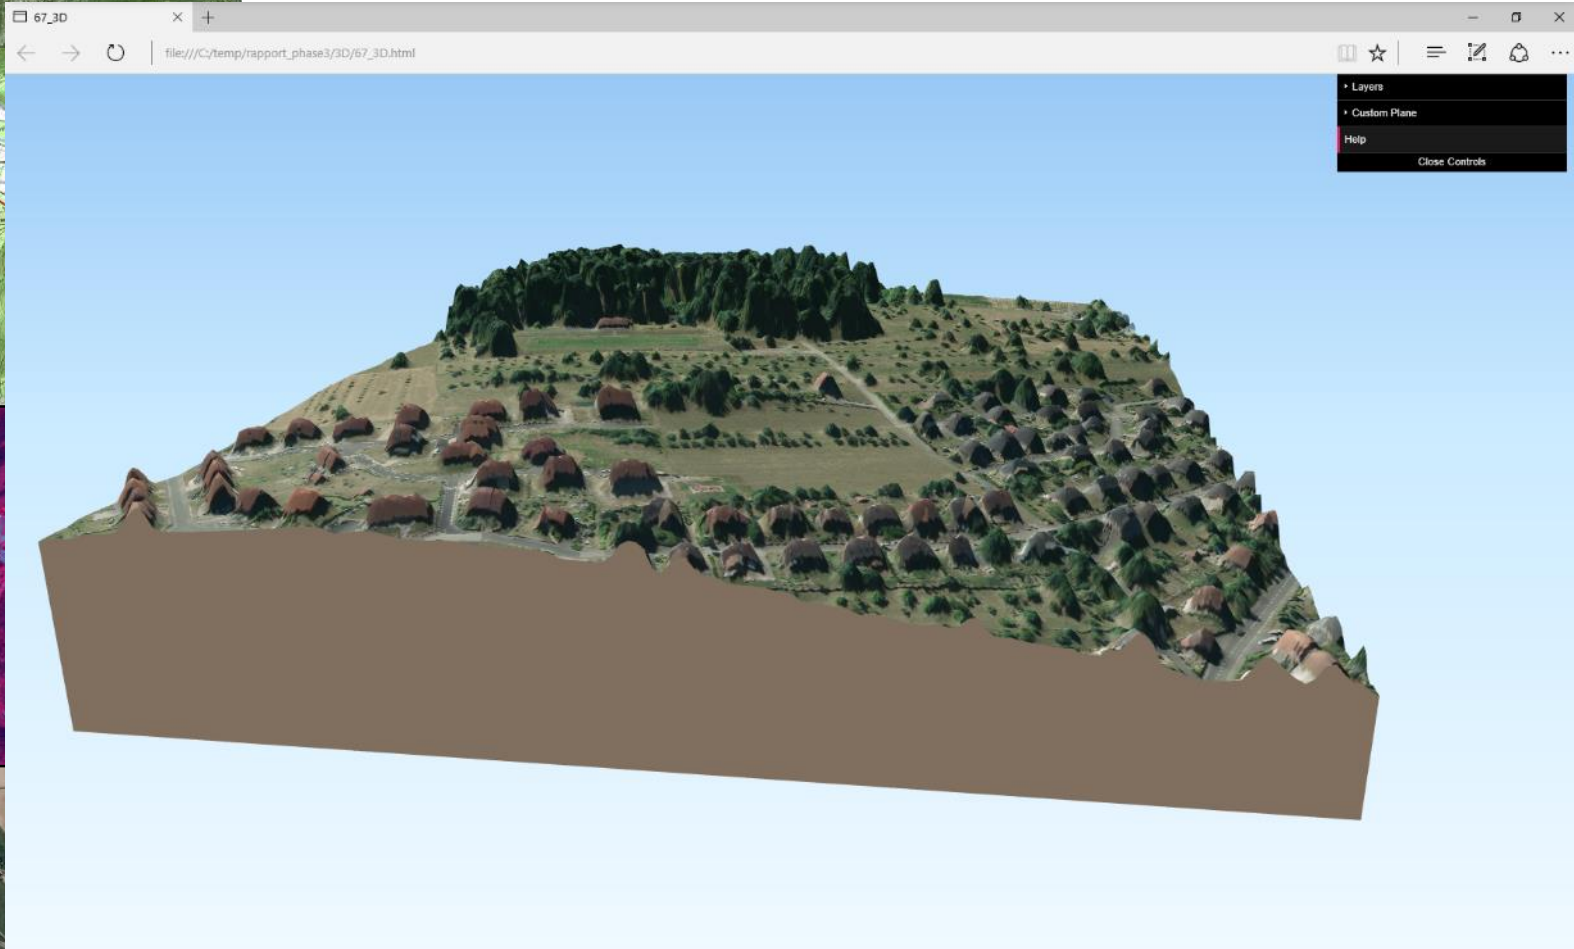 67_3D
file:///C:/temp/rapport_phase3/3D/67_3D.html
Layers
Custom Plane
Help
Close Controls